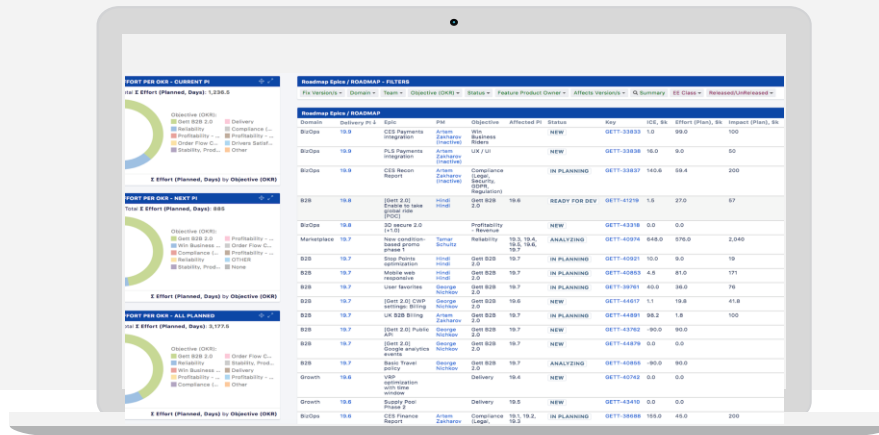 FORT PER OKR - CURRENT PI
tal Σ Effort (Planned, Days): 1,236.5
Objective (OKR):
Gett B2B 2.0 Delivery
Reliability Compliance (...
Profitability - ... Profitability - ...
Order Flow C... Drivers Satisf...
Stability, Prod... Other
Σ Effort (Planned, Days) by Objective (OKR)
FORT PER OKR - NEXT PI
Total Σ Effort (Planned, Days): 885
Objective (OKR):
Gett B2B 2.0 Profitability - ...
Win Business ... Order Flow C...
Compliance (... Profitability - ...
Reliability OTHER
Stability, Prod... None
Σ Effort (Planned, Days) by Objective (OKR)
FORT PER OKR - ALL PLANNED
tal Σ Effort (Planned, Days): 3,177.5
Objective (OKR):
Gett B2B 2.0 Order Flow C...
Reliability Stability, Prod...
Win Business ... Delivery
Profitability - ... Profitability - ...
Compliance (... Other
Σ Effort (Planned, Days) by Objective (OKR)
Roadmap Epics / ROADMAP - FILTERS
Fix Version/s Domain Team Objective (OKR) Status Feature Product Owner Affects Version/s Summary EE Class Released/UnReleased
Roadmap Epics / ROADMAP
Domain Delivery PI ↓ Epic PM Objective Affected PI Status Key ICE, Sk Effort (Plan), Sk Impact (Plan), Sk
BizOps 19.9 CES Payments Artem Win NEW GETT-33833 1.0 99.0 100
integration Zakharov Business
(Inactive) Riders
BizOps 19.9 PLS Payments Artem UX / UI NEW GETT-33838 16.0 9.0 50
integration Zakharov
(Inactive)
BizOps 19.9 CES Recon Artem Compliance IN PLANNING GETT-33837 140.6 59.4 200
Report Zakharov (Legal,
(Inactive) Security,
GDPR,
Regulation)
B2B 19.8 [Gett 2.0] Hindi Gett B2B 19.6 READY FOR DEV GETT-41219 1.5 27.0 57
Enable to take Hindi 2.0
global ride
(POC)
BizOps 19.8 3D secure 2.0 Profitability NEW GETT-43318 0.0 0.0
(v1.0) - Revenue
Marketplace 19.7 New condition- Tamar Reliability 19.3, 19.4, ANALYZING GETT-40974 648.0 576.0 2,040
based promo Schultz 19.5, 19.6,
phase 1 19.7
B2B 19.7 Stop Points Hindi Gett B2B 19.7 IN PLANNING GETT-40921 10.0 9.0 19
optimization Hindi 2.0
B2B 19.7 Mobile web Hindi Gett B2B 19.7 IN PLANNING GETT-40853 4.5 81.0 171
responsive Hindi 2.0
B2B 19.7 User favorites George Gett B2B 19.7 IN PLANNING GETT-39761 40.0 36.0 76
Nichkov 2.0
B2B 19.7 [Gett 2.0] CWP George Gett B2B 19.6 NEW GETT-44617 1.1 19.8 41.8
settings: Billing Nichkov 2.0
B2B 19.7 UK B2B Billing Artem Gett B2B 19.7 IN PLANNING GETT-44891 98.2 1.8 100
Zakharov 2.0
B2B 19.7 [Gett 2.0] Public George Gett B2B 19.7 NEW GETT-43762 -90.0 90.0
API Nichkov 2.0
B2B 19.7 [Gett 2.0] George Gett B2B 19.7 NEW GETT-44879 0.0 0.0
Google analytics Nichkov 2.0
events
B2B 19.7 Basic Travel George Gett B2B 19.7 ANALYZING GETT-40855 -90.0 90.0
policy Nichkov 2.0
Growth 19.6 VRP Delivery 19.4 NEW GETT-40742 0.0 0.0
optimization
with time
window
Growth 19.6 Supply Pool Delivery 19.5 NEW GETT-43410 0.0 0.0
Phase 2
BizOps 19.6 CES Finance Artem Compliance 19.1, 19.2, IN PLANNING GETT-38688 155.0 45.0 200
Report Zakharov (Legal, 19.3